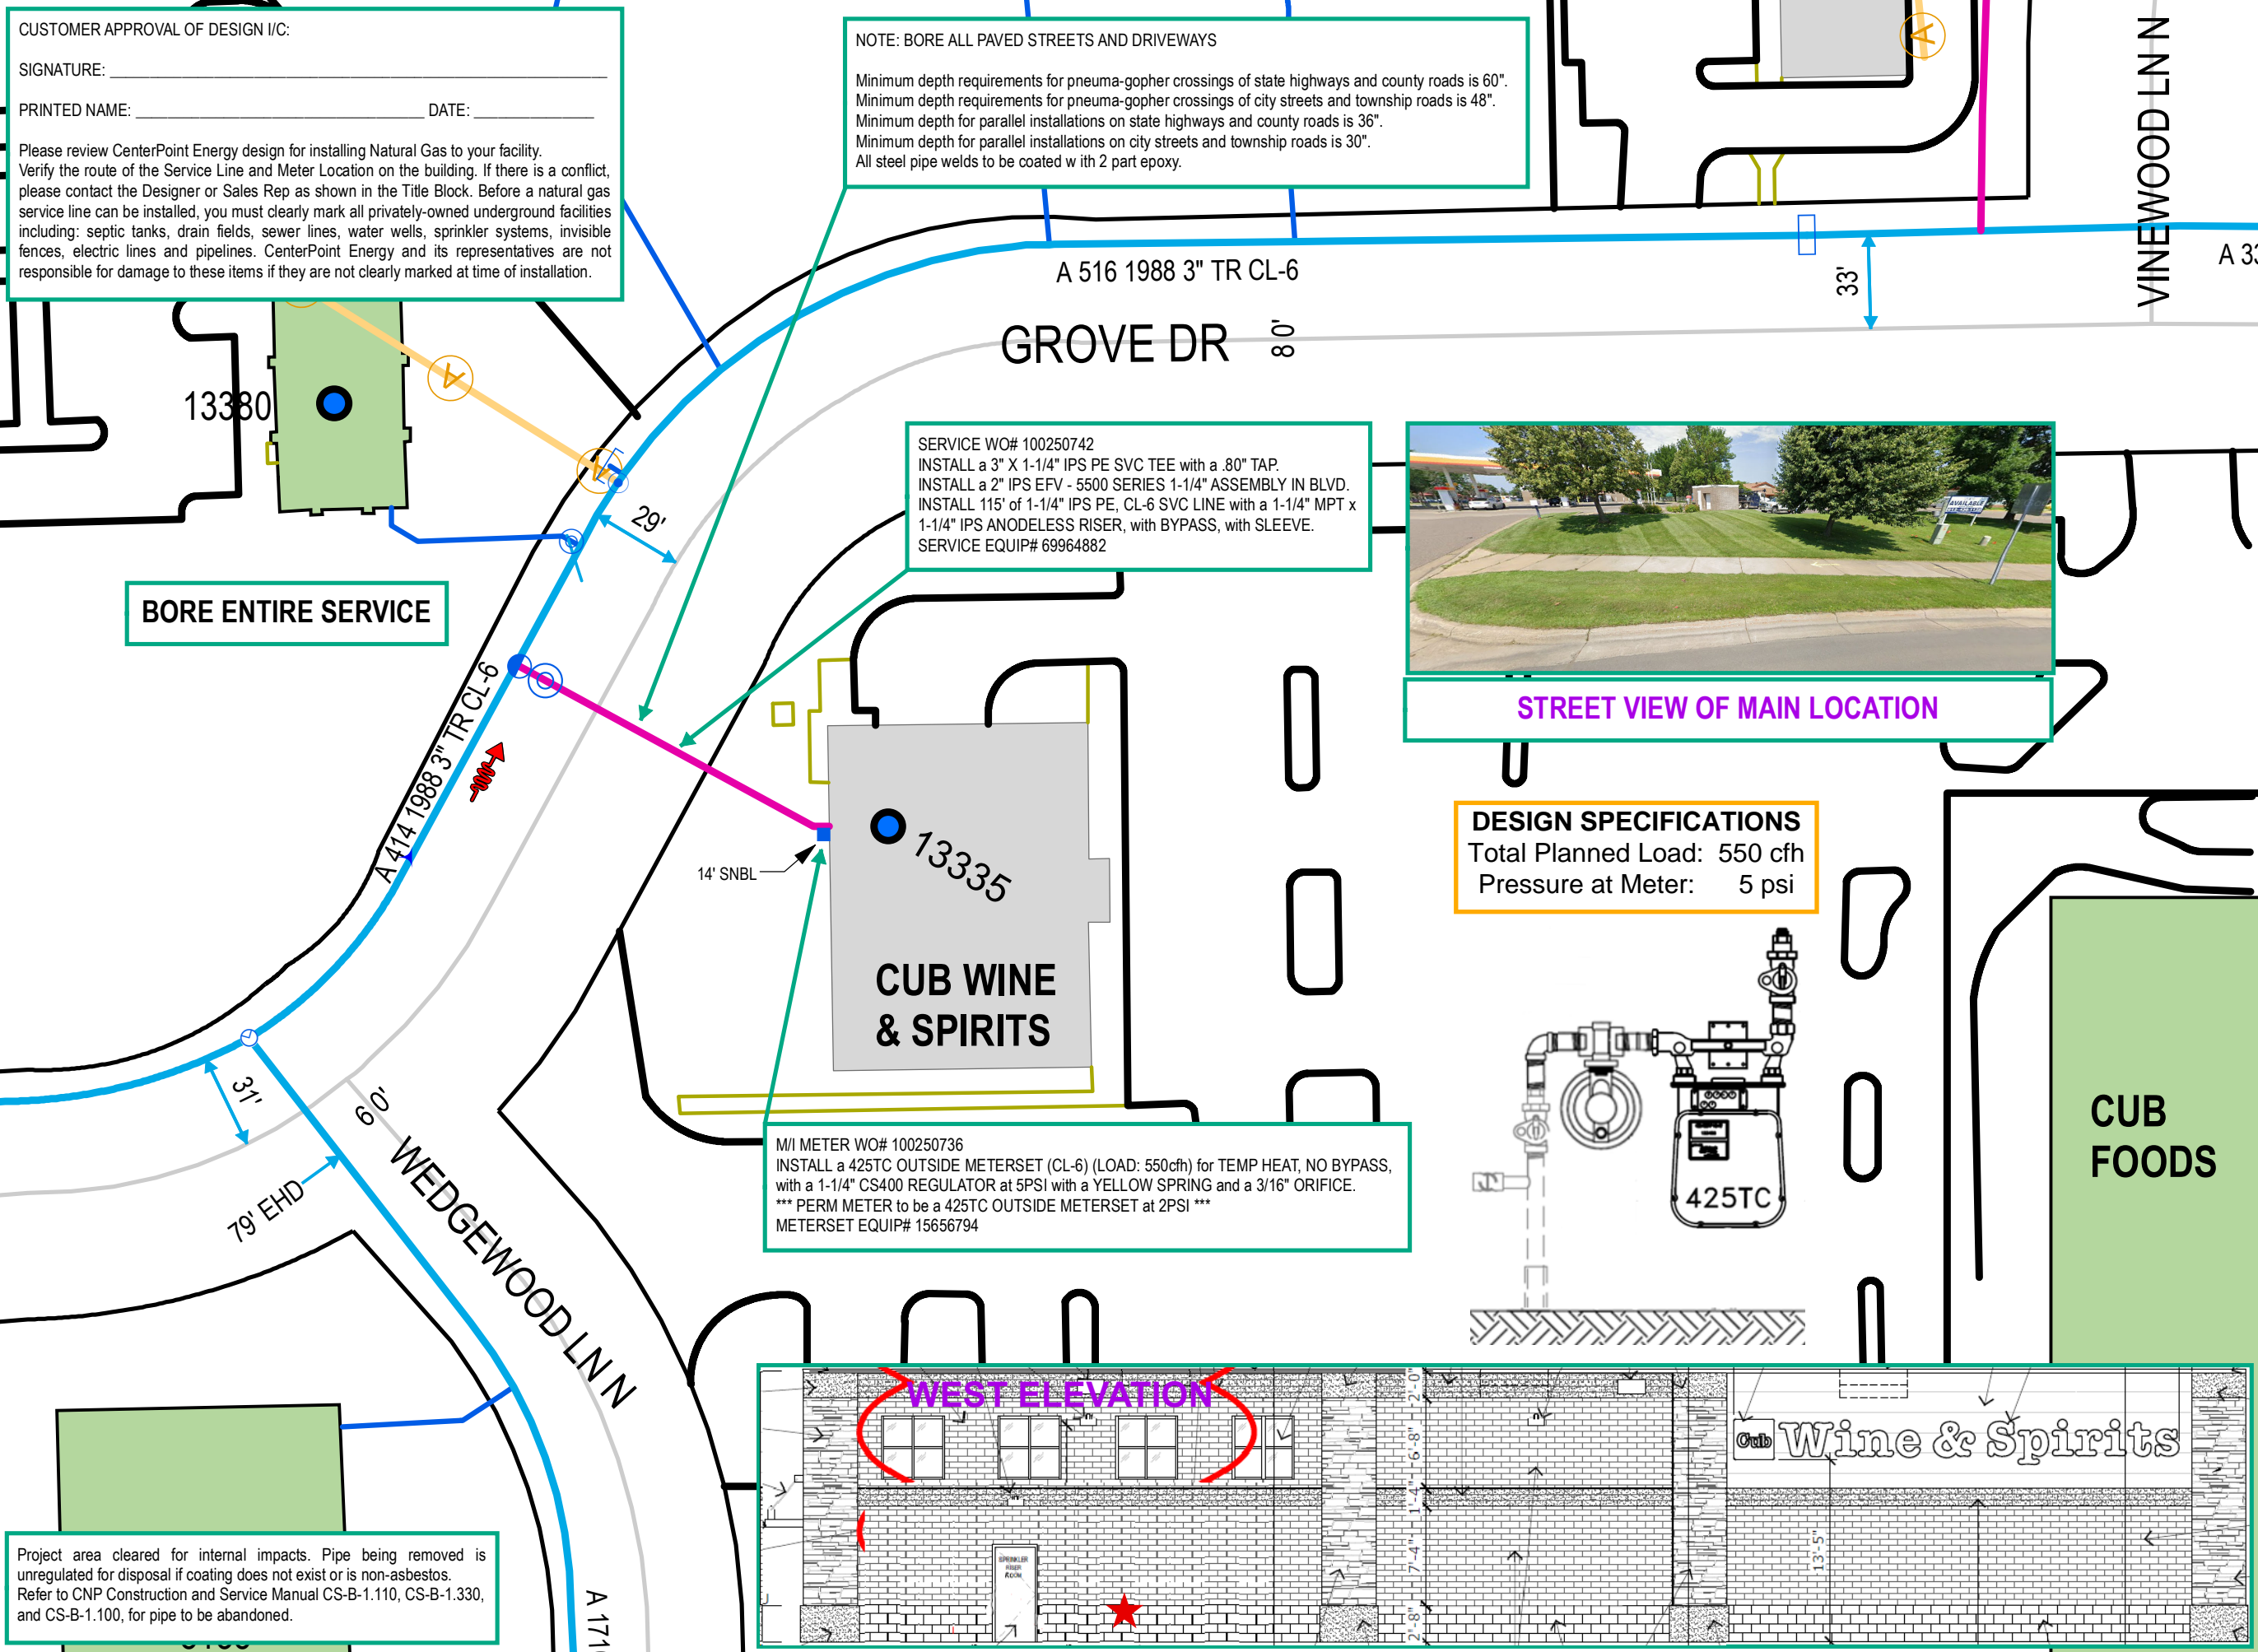 CUSTOMER APPROVAL OF DESIGN I/C:
SIGNATURE:
PRINTED NAME: DATE:
Please review CenterPoint Energy design for installing Natural Gas to your facility.
Verify the route of the Service Line and Meter Location on the building. If there is a conflict,
please contact the Designer or Sales Rep as shown in the Title Block. Before a natural gas
service line can be installed, you must clearly mark all privately-owned underground facilities
including: septic tanks, drain fields, sewer lines, water wells, sprinkler systems, invisible
fences, electric lines and pipelines. CenterPoint Energy and its representatives are not
responsible for damage to these items if they are not clearly marked at time of installation.
NOTE: BORE ALL PAVED STREETS AND DRIVEWAYS
Minimum depth requirements for pneuma-gopher crossings of state highways and county roads is 60".
Minimum depth requirements for pneuma-gopher crossings of city streets and township roads is 48".
Minimum depth for parallel installations on state highways and county roads is 36".
Minimum depth for parallel installations on city streets and township roads is 30".
All steel pipe welds to be coated w ith 2 part epoxy.
A
VINEWOOD LN N
A 516 1988 3" TR CL-6
33'
A 33
GROVE DR
80'
A
A
13380
29'
SERVICE WO# 100250742
INSTALL a 3" X 1-1/4" IPS PE SVC TEE with a .80" TAP.
INSTALL a 2" IPS EFV - 5500 SERIES 1-1/4" ASSEMBLY IN BLVD.
INSTALL 115' of 1-1/4" IPS PE, CL-6 SVC LINE with a 1-1/4" MPT x
1-1/4" IPS ANODELESS RISER, with BYPASS, with SLEEVE.
SERVICE EQUIP# 69964882
AVAILABLE
BORE ENTIRE SERVICE
STREET VIEW OF MAIN LOCATION
A 414 1988 3" TR CL-6
14' SNBL
13335
DESIGN SPECIFICATIONS
Total Planned Load: 550 cfh
Pressure at Meter: 5 psi
CUB WINE
& SPIRITS
31'
60'
WEDGEWOOD LN N
79' EHD
425TC
CUB
FOODS
M/I METER WO# 100250736
INSTALL a 425TC OUTSIDE METERSET (CL-6) (LOAD: 550cfh) for TEMP HEAT, NO BYPASS,
with a 1-1/4" CS400 REGULATOR at 5PSI with a YELLOW SPRING and a 3/16" ORIFICE.
*** PERM METER to be a 425TC OUTSIDE METERSET at 2PSI ***
METERSET EQUIP# 15656794
WEST ELEVATION
2'-0"
6'-8"
1'-4"
7'-4"
2'-8"
Cub Wine & Spirits
13'-5"
SPRINKLER
RISER
ROOM
Project area cleared for internal impacts. Pipe being removed is
unregulated for disposal if coating does not exist or is non-asbestos.
Refer to CNP Construction and Service Manual CS-B-1.110, CS-B-1.330,
and CS-B-1.100, for pipe to be abandoned.
A 171